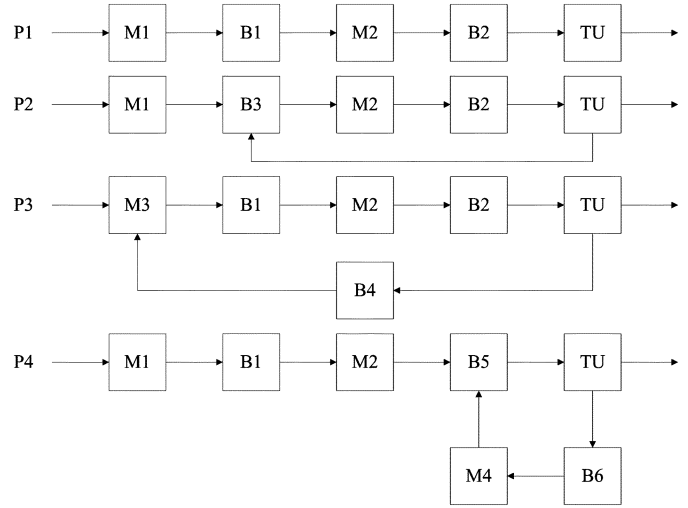 P1 M1 B1 M2 B2 TU
P2 M1 B3 M2 B2 TU
P3 M3 B1 M2 B2 TU
B4
P4 M1 B1 M2 B5 TU
M4 B6